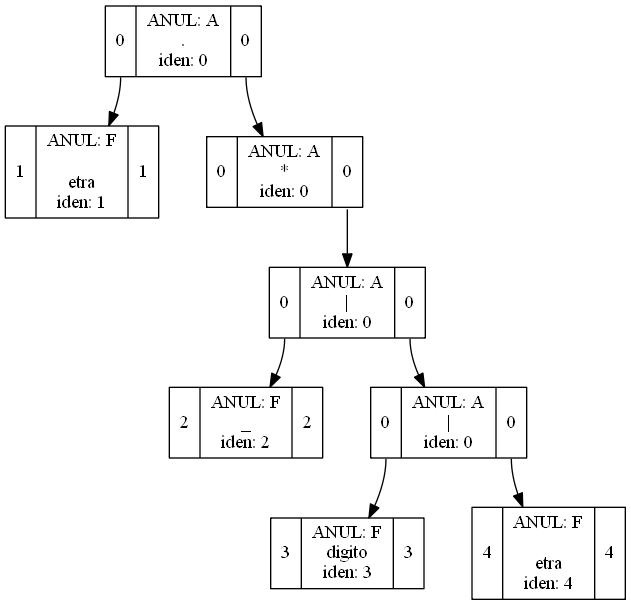 0
ANUL: A
.
iden: 0
0
1
ANUL: F
etra
iden: 1
1
0
ANUL: A
*
iden: 0
0
0
ANUL: A
|
iden: 0
0
2
ANUL: F
_
iden: 2
2
0
ANUL: A
|
iden: 0
0
3
ANUL: F
digito
iden: 3
3
4
ANUL: F
etra
iden: 4
4